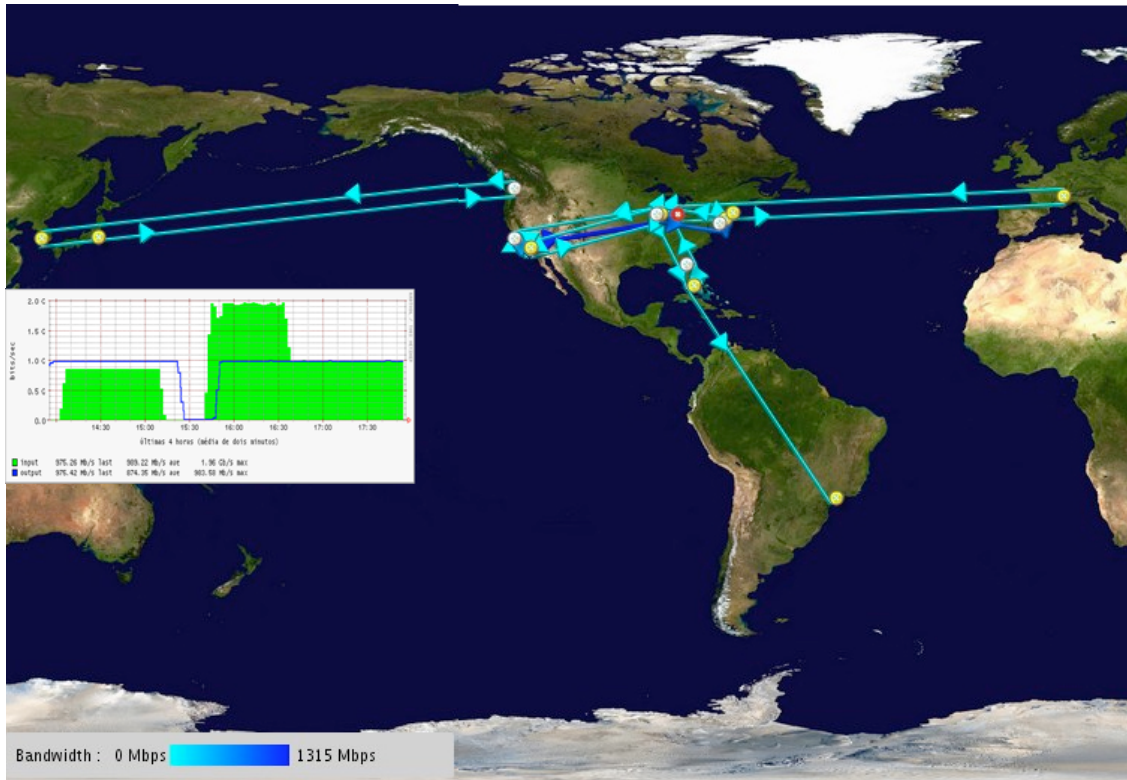 2.0 G
1.5 G
1.0 G
0.5 G
0.0
bits/sec
14:30 15:00 15:30 16:00 16:30 17:00 17:30
últimas 4 horas (média de dois minutos)
input 975.26 Mb/s last 909.22 Mb/s ave 1.96 Gb/s max
output 975.42 Mb/s last 874.35 Mb/s ave 983.58 Mb/s max
Bandwidth : 0 Mbps 1315 Mbps